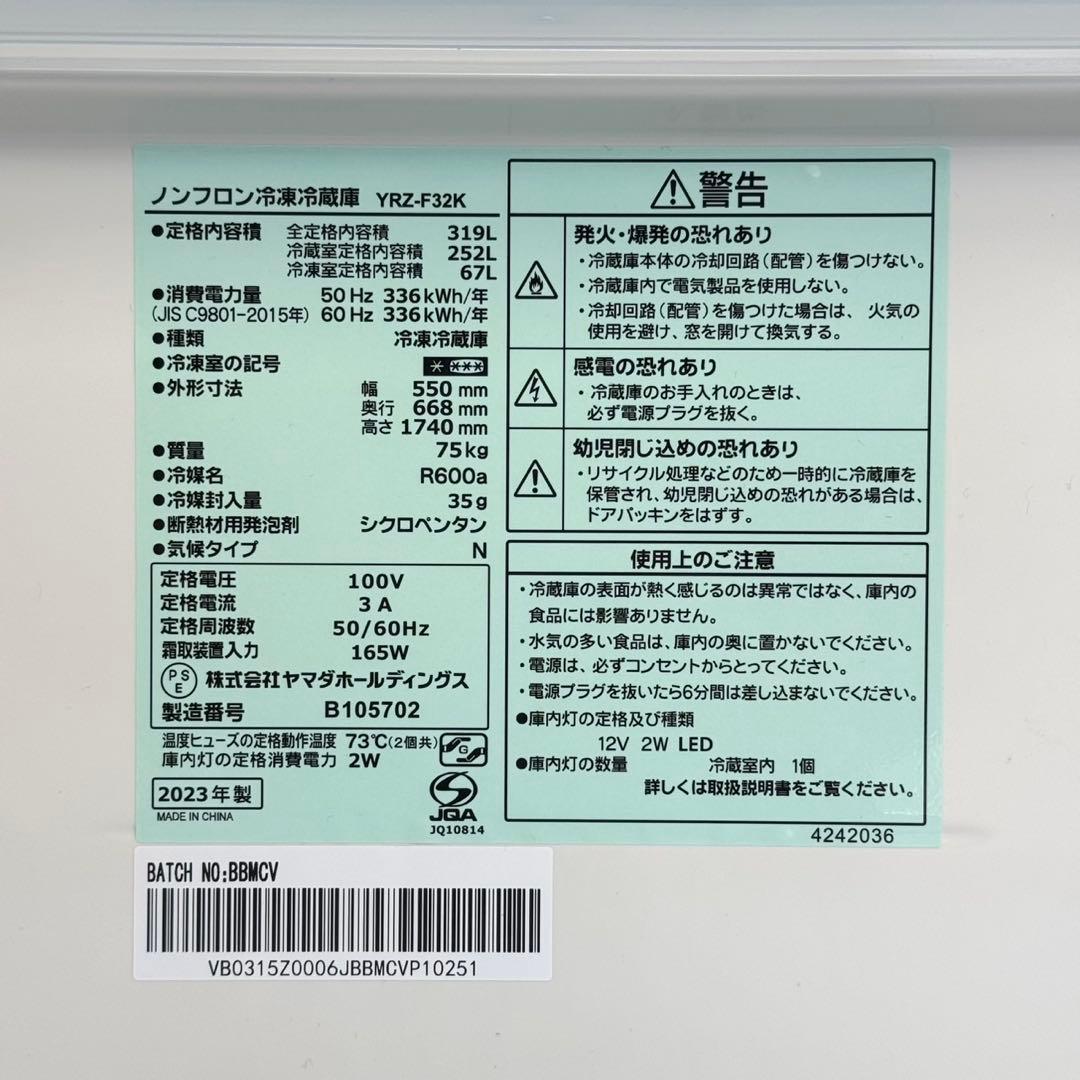 ノンフロン冷凍冷蔵庫 YRZ-F32K
●定格内容積 全定格内容積 319L
冷蔵室定格内容積 252L
冷凍室定格内容積 67L
●消費電力量 50Hz 336kWh/年
(JIS C9801-2015年) 60Hz 336kWh/年
●種類 冷凍冷蔵庫
●冷凍室の記号
●外形寸法 幅 550mm
奥行 668mm
高さ 1740mm
●質量 75kg
●冷媒名 R600a
●冷媒封入量 35g
●断熱材用発泡剤 シクロペンタン
●気候タイプ N
定格電圧 100V
定格電流 3A
定格周波数 50/60Hz
霜取装置入力 165W
PSE 株式会社ヤマダホールディングス
製造番号 B105702
温度ヒューズの定格動作温度 73℃(2個共)
庫内灯の定格消費電力 2W
G
2023年製
MADE IN CHINA
JQA
JQ10814
警告
発火・爆発の恐れあり
・冷蔵庫本体の冷却回路(配管)を傷つけない。
・冷蔵庫内で電気製品を使用しない。
・冷却回路(配管)を傷つけた場合は、火気の
使用を避け、窓を開けて換気する。
感電の恐れあり
・冷蔵庫のお手入れのときは、
必ず電源プラグを抜く。
幼児閉じ込めの恐れあり
・リサイクル処理などのため一時的に冷蔵庫を
保管され、幼児閉じ込めの恐れがある場合は、
ドアパッキンをはずす。
使用上のご注意
・冷蔵庫の表面が熱く感じるのは異常ではなく、庫内の
食品には影響ありません。
・水気の多い食品は、庫内の奥に置かないでください。
・電源は、必ずコンセントからとってください。
・電源プラグを抜いたら6分間は差し込まないでください。
●庫内灯の定格及び種類
12V 2W LED
●庫内灯の数量 冷蔵室内 1個
詳しくは取扱説明書をご覧ください。
4242036
BATCH NO:BBMCV
VB0315Z0006JBBMCVP10251